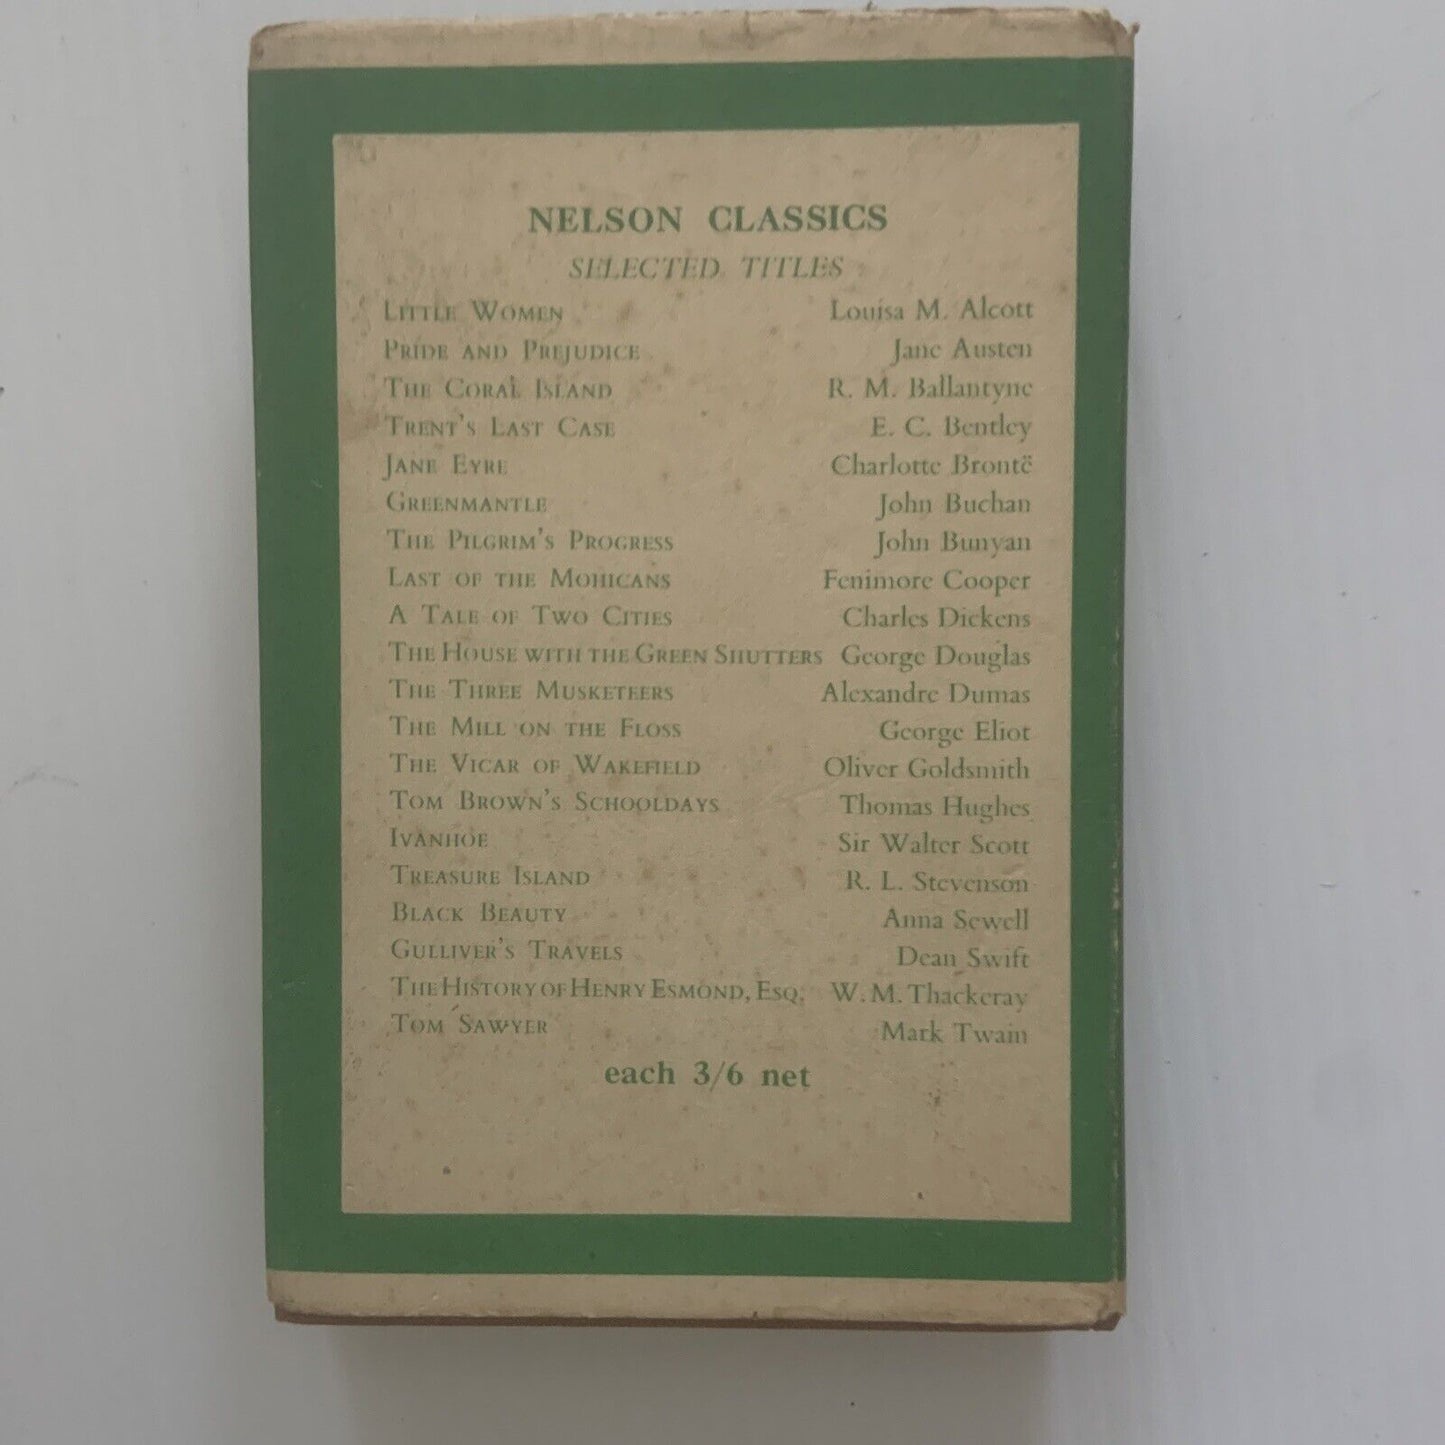 NELSON CLASSICS
SELECTED TITLES
LITTLE WOMEN Louisa M. Alcott
PRIDE AND PREJUDICE Jane Austen
THE CORAL ISLAND R. M. Ballantyne
TRENT'S LAST CASE E. C. Bentley
JANE EYRE Charlotte Brontë
GREENMANTLE John Buchan
THE PILGRIM'S PROGRESS John Bunyan
LAST OF THE MOHICANS Fenimore Cooper
A TALE OF TWO CITIES Charles Dickens
THE HOUSE WITH THE GREEN SHUTTERS George Douglas
THE THREE MUSKETEERS Alexandre Dumas
THE MILL ON THE FLOSS George Eliot
THE VICAR OF WAKEFIELD Oliver Goldsmith
TOM BROWN'S SCHOOLDAYS Thomas Hughes
IVANHOE Sir Walter Scott
TREASURE ISLAND R. L. Stevenson
BLACK BEAUTY Anna Sewell
GULLIVER'S TRAVELS Dean Swift
THE HISTORY OF HENRY ESMOND, ESQ. W. M. Thackeray
TOM SAWYER Mark Twain
each 3/6 net